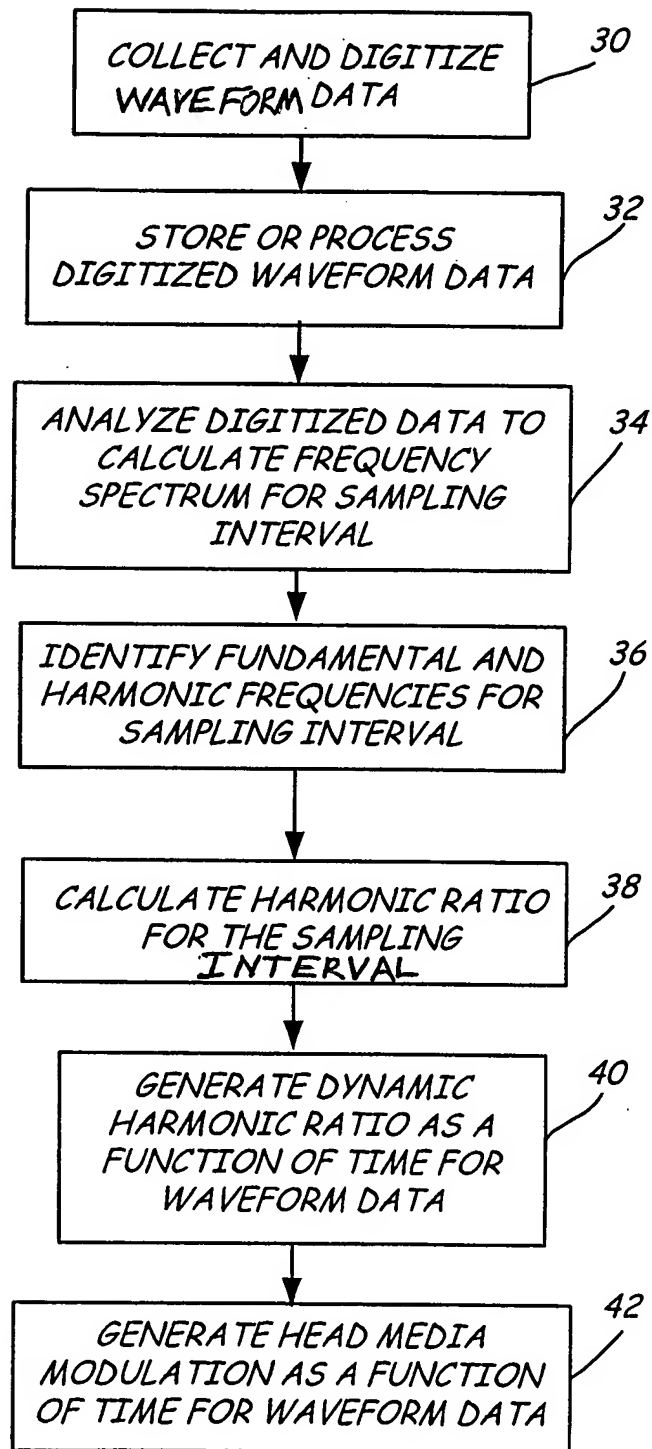 COLLECT AND DIGITIZE
WAVEFORM DATA
30
STORE OR PROCESS
DIGITIZED WAVEFORM DATA
32
ANALYZE DIGITIZED DATA TO
CALCULATE FREQUENCY
SPECTRUM FOR SAMPLING
INTERVAL
34
IDENTIFY FUNDAMENTAL AND
HARMONIC FREQUENCIES FOR
SAMPLING INTERVAL
36
CALCULATE HARMONIC RATIO
FOR THE SAMPLING
INTERVAL
38
GENERATE DYNAMIC
HARMONIC RATIO AS A
FUNCTION OF TIME FOR
WAVEFORM DATA
40
GENERATE HEAD MEDIA
MODULATION AS A FUNCTION
OF TIME FOR WAVEFORM DATA
42